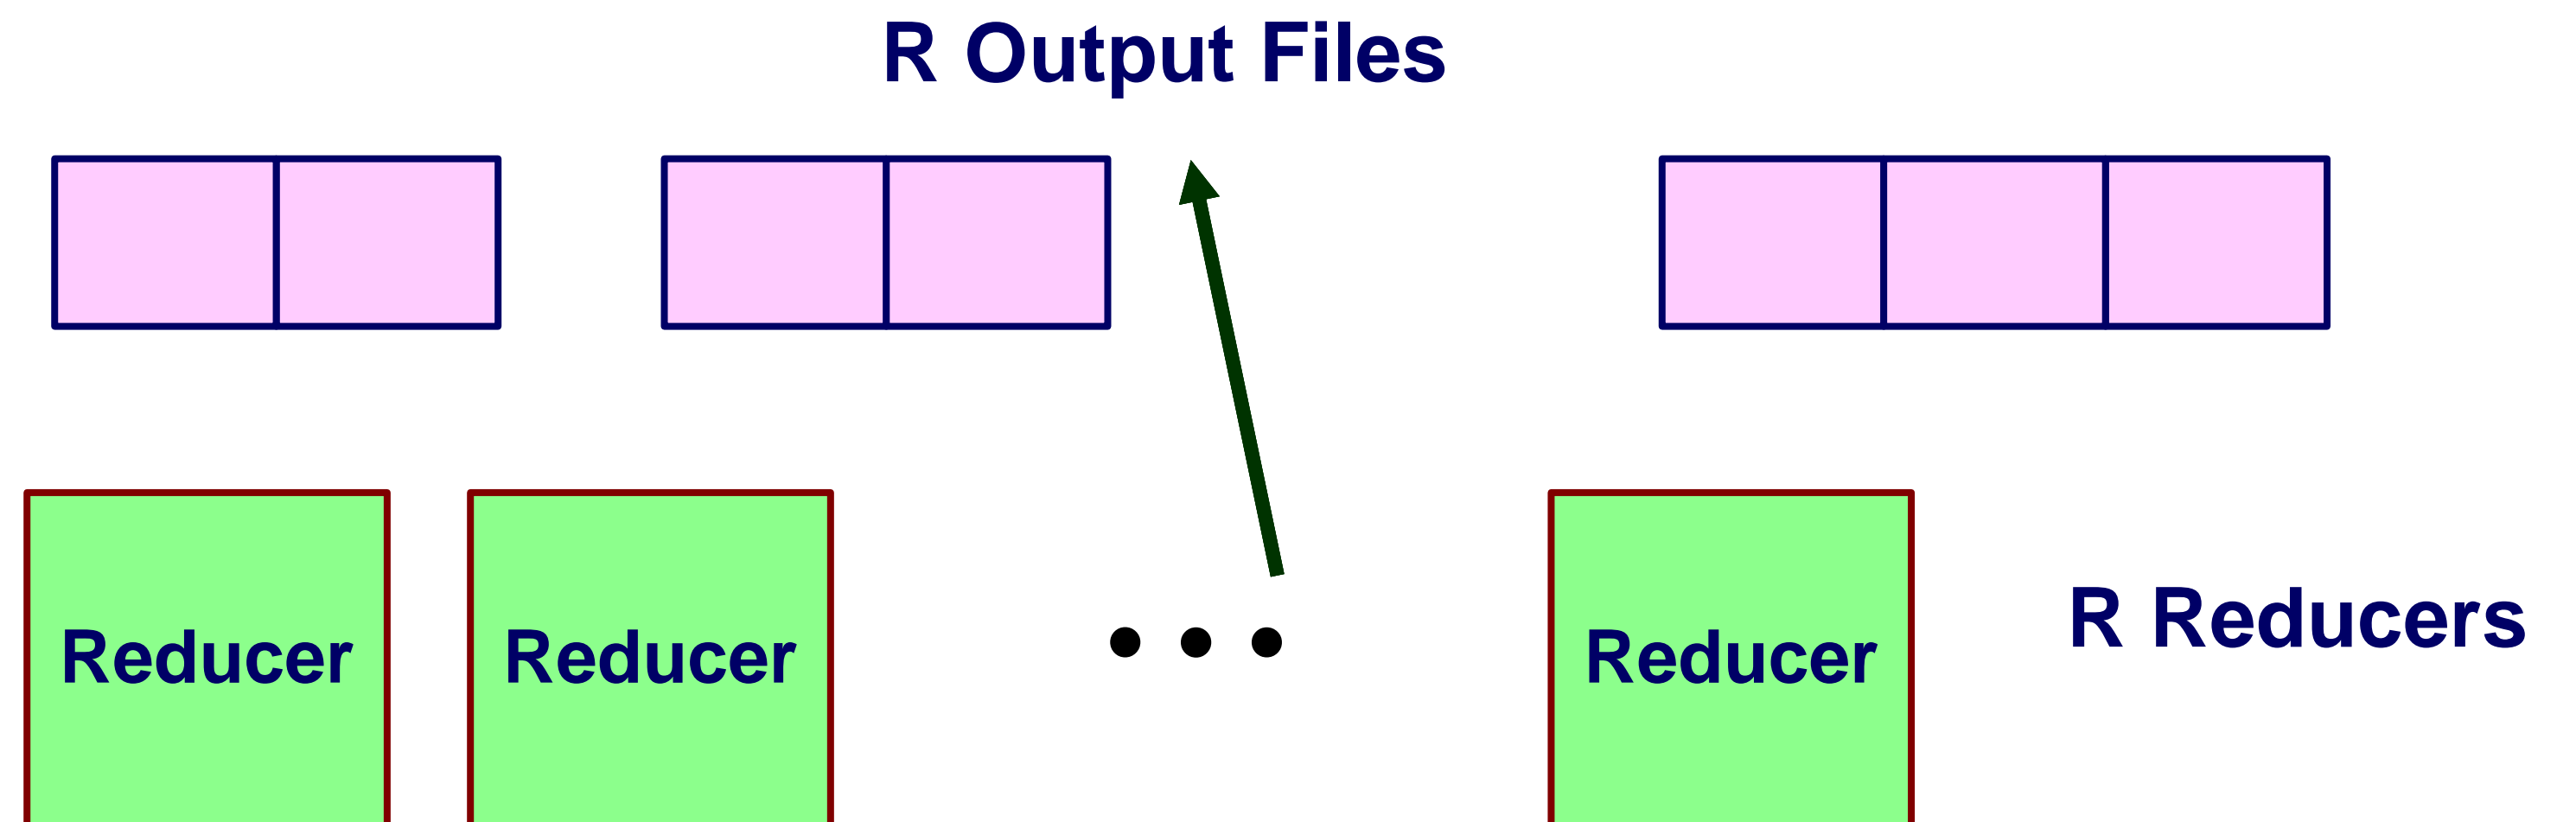 R Output Files
Reducer
Reducer
• • •
Reducer
R Reducers